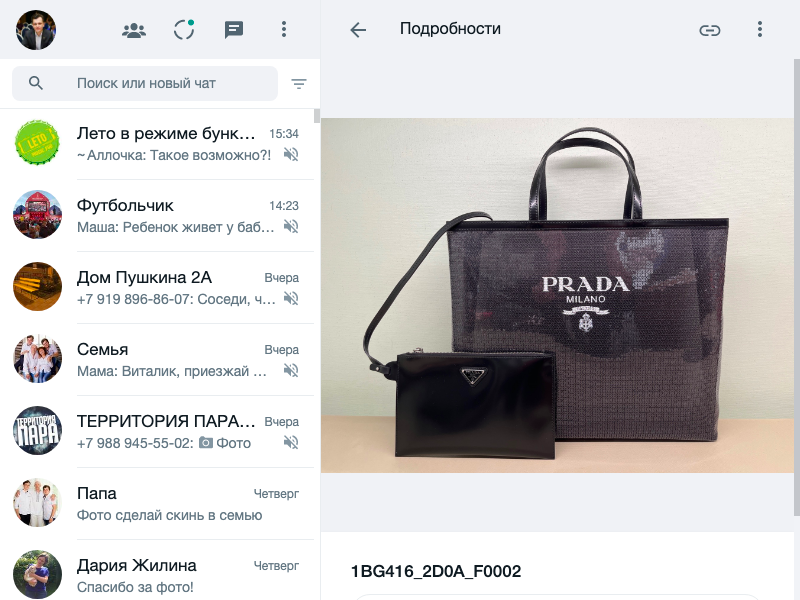 Подробности
Поиск или новый чат
ЛЕТО
Лето в режиме бунк... 15:34
~Аллочка: Такое возможно?!
Футбольчик 14:23
Маша: Ребенок живет у баб...
Дом Пушкина 2А Вчера
+7 919 896-86-07: Соседи, ч...
Семья Вчера
Мама: Виталик, приезжай ...
ТЕРРИТОРИЯ
ПАРА
ТЕРРИТОРИЯ ПАРА... Вчера
+7 988 945-55-02: Фото
Папа Четверг
Фото сделай скинь в семью
Дария Жилина Четверг
Спасибо за фото!
PRADA
MILANO
1BG416_2D0A_F0002